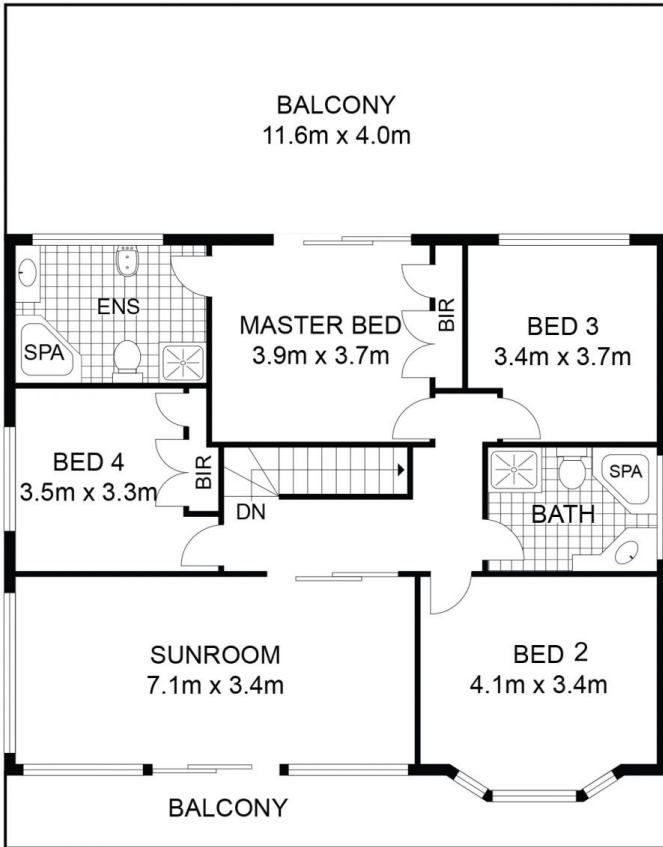 BALCONY
11.6m x 4.0m
ENS
SPA
MASTER BED
3.9m x 3.7m
BIR
BED 3
3.4m x 3.7m
BED 4
3.5m x 3.3m
BIR
DN
SPA
BATH
SUNROOM
7.1m x 3.4m
BED 2
4.1m x 3.4m
BALCONY